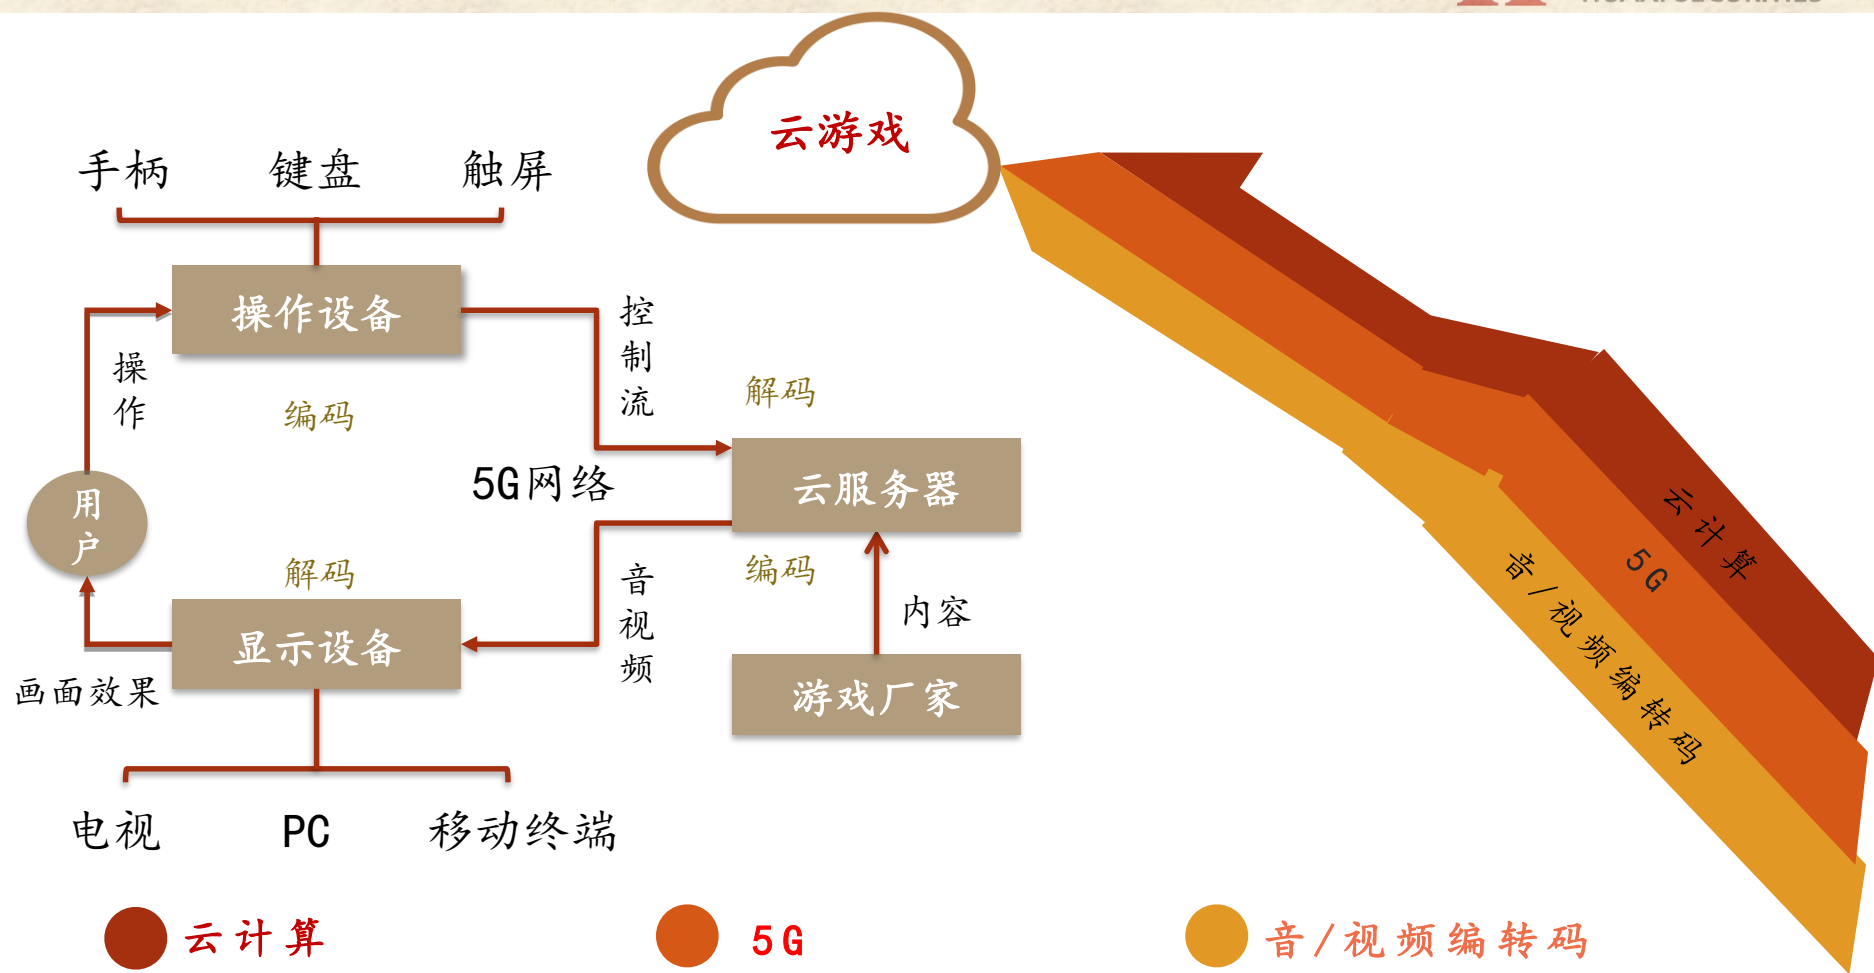 云游戏
手柄
键盘
触屏
操作设备
控制流
操作
编码
解码
5G网络
云服务器
用户
解码
编码
音视频
内容
显示设备
游戏厂家
画面效果
电视
PC
移动终端
云计算
5G
音/视频编转码
云计算
5G
音/视频编转码